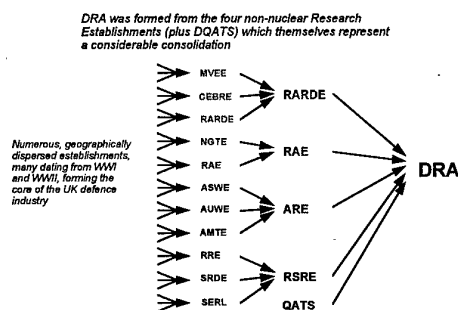 DRA was formed from the four non-nuclear Research
Establishments (plus DQATS) which themselves represent
a considerable consolidation
Numerous, geographically
dispersed establishments,
many dating from WWI
and WWII, forming the
core of the UK defence
industry
MVEE
CEBRE
RARDE
NGTE
RAE
ASWE
AUWE
AMTE
RRE
SRDE
SERL
RARDE
RAE
ARE
RSRE
QATS
DRA